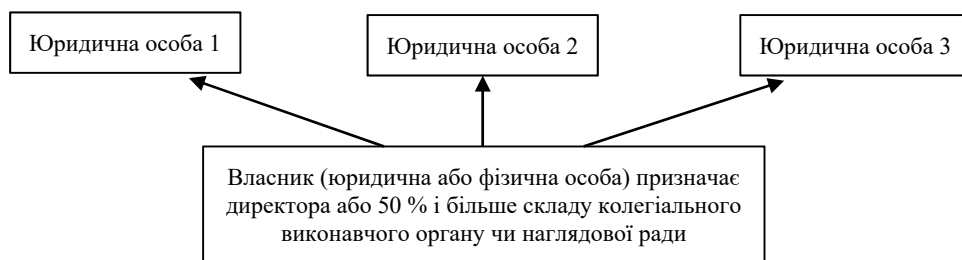 Юридична особа 1
Юридична особа 2
Юридична особа 3
Власник (юридична або фізична особа) призначає
директора або 50 % і більше складу колегіального
виконавчого органу чи наглядової ради